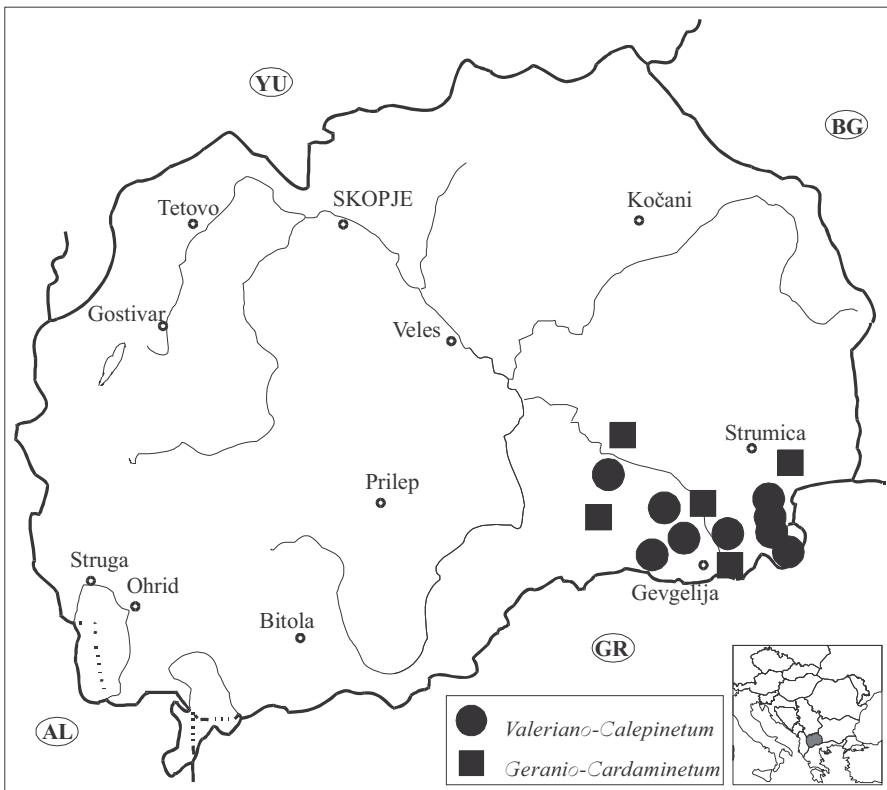 YU
BG
Tetovo
SKOPJE
Kočani
Gostivar
Veles
Strumica
Prilep
Struga
Ohrid
Gevgelija
Bitola
GR
AL
Valeriano-Calepinetum
Geranio-Cardaminetum